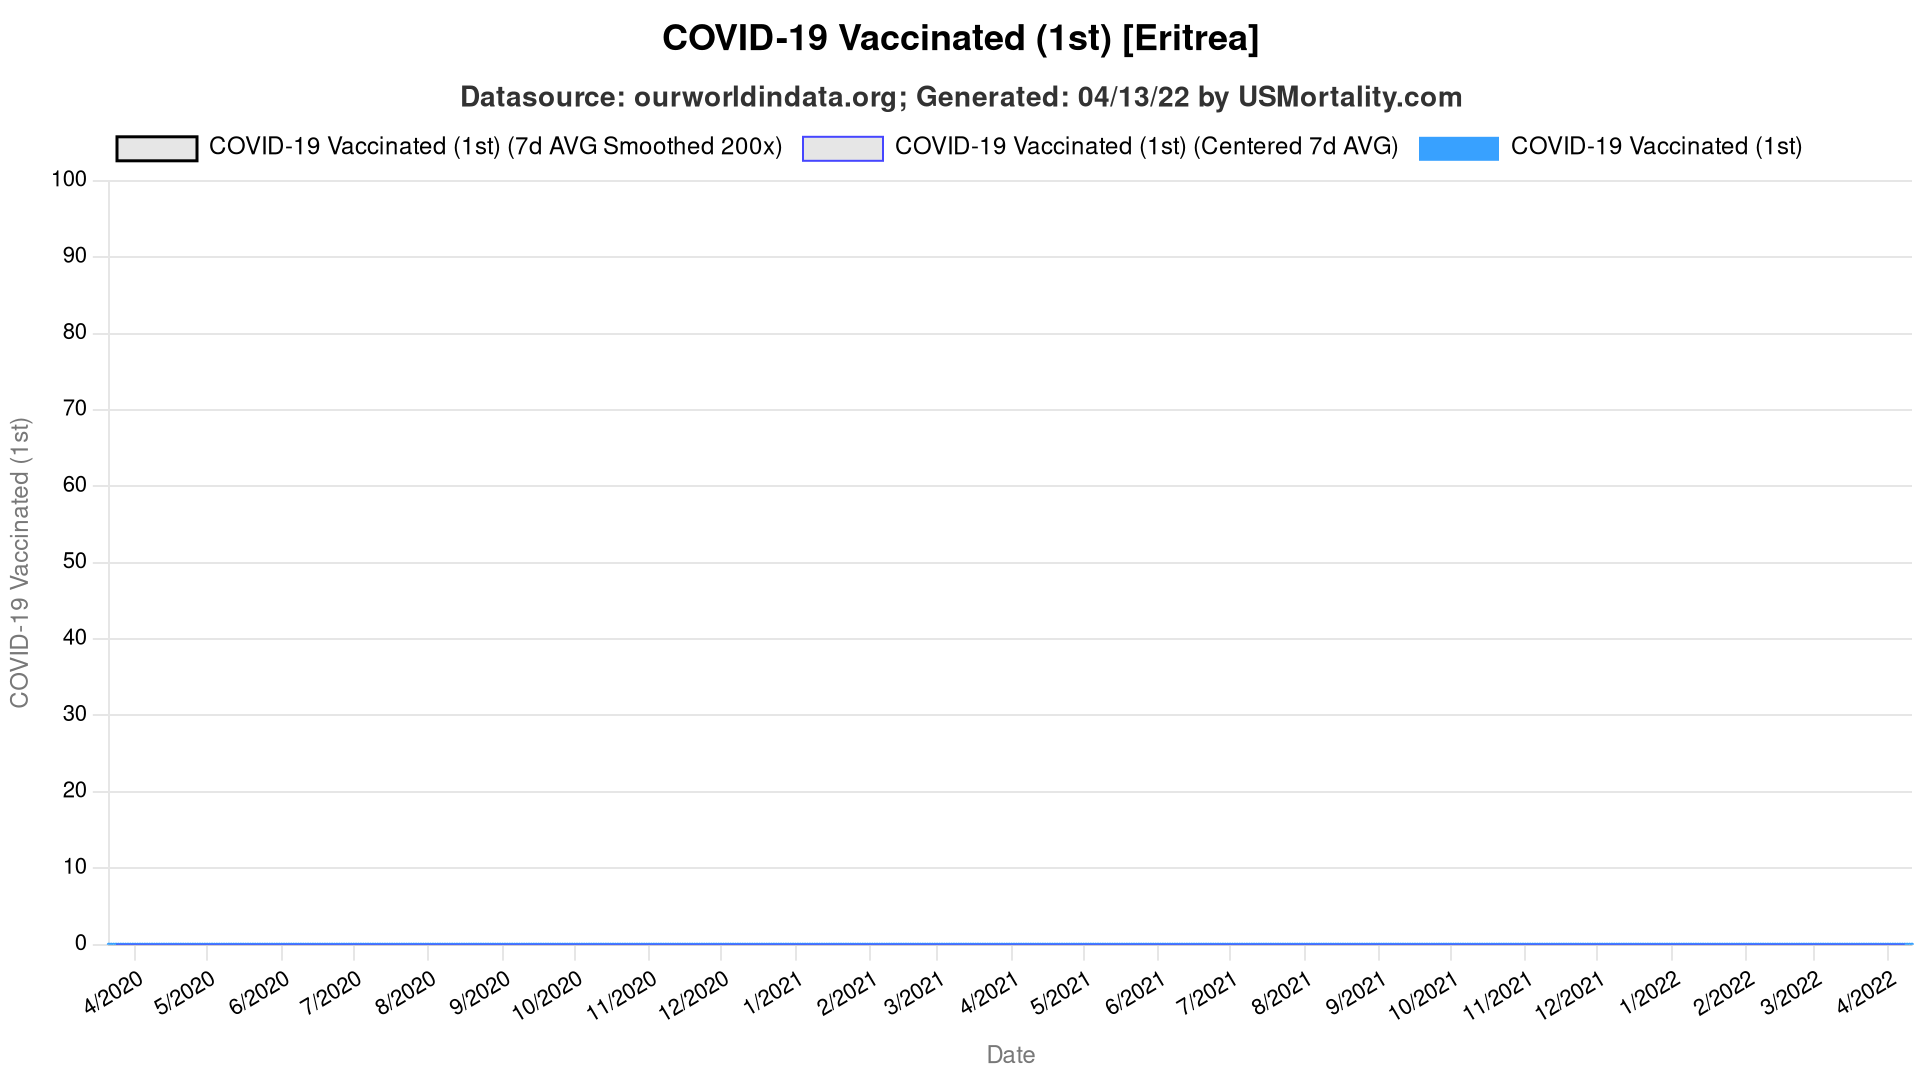 COVID-19 Vaccinated (1st) [Eritrea]
Datasource: ourworldindata.org; Generated: 04/13/22 by USMortality.com
COVID-19 Vaccinated (1st) (7d AVG Smoothed 200x) COVID-19 Vaccinated (1st) (Centered 7d AVG) COVID-19 Vaccinated (1st)
100
90
80
70
60
50
40
30
20
10
0
COVID-19 Vaccinated (1st)
4/2020 5/2020 6/2020 7/2020 8/2020 9/2020 10/2020 11/2020 12/2020 1/2021 2/2021 3/2021 4/2021 5/2021 6/2021 7/2021 8/2021 9/2021 10/2021 11/2021 12/2021 1/2022 2/2022 3/2022 4/2022
Date